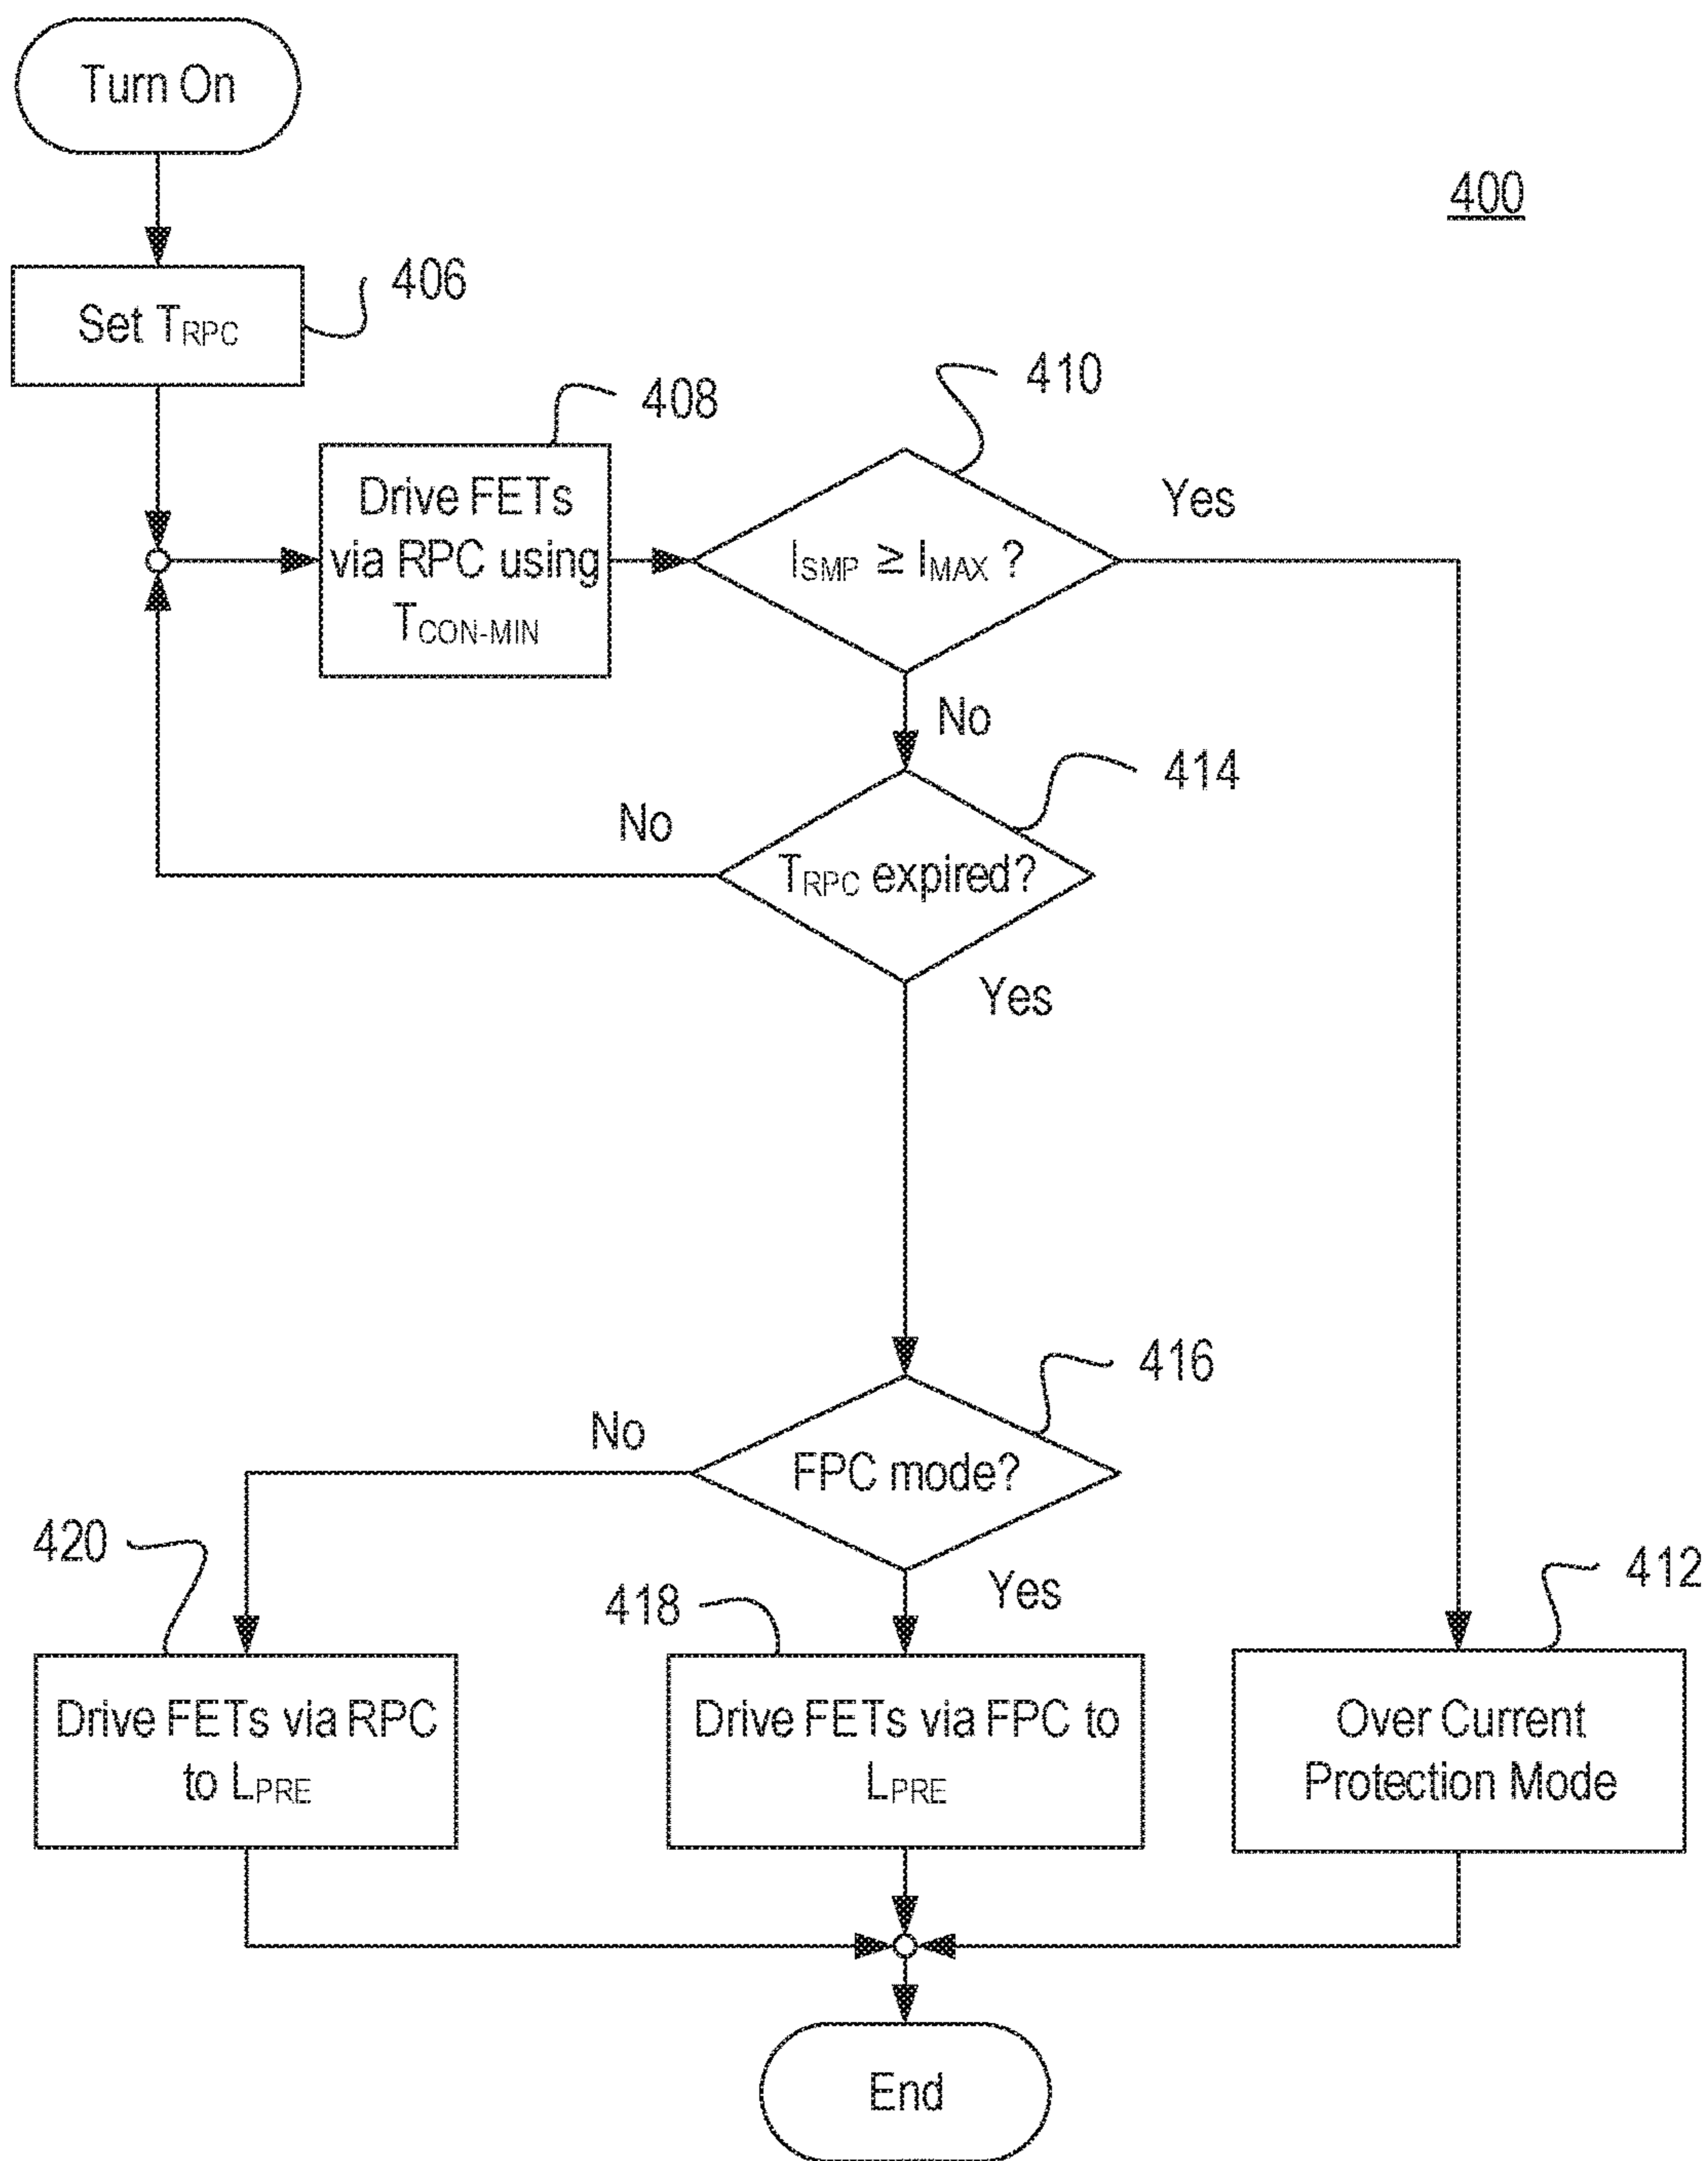 Turn On
400
406
Set TRPC
410
408
Drive FETs
via RPC using
TCON-MIN
Yes
ISMP ≥ IMAX ?
No
414
No
TRPC expired?
Yes
416
No
FPC mode?
420
Yes
418
412
Drive FETs via RPC
to LPRE
Drive FETs via FPC to
LPRE
Over Current
Protection Mode
End